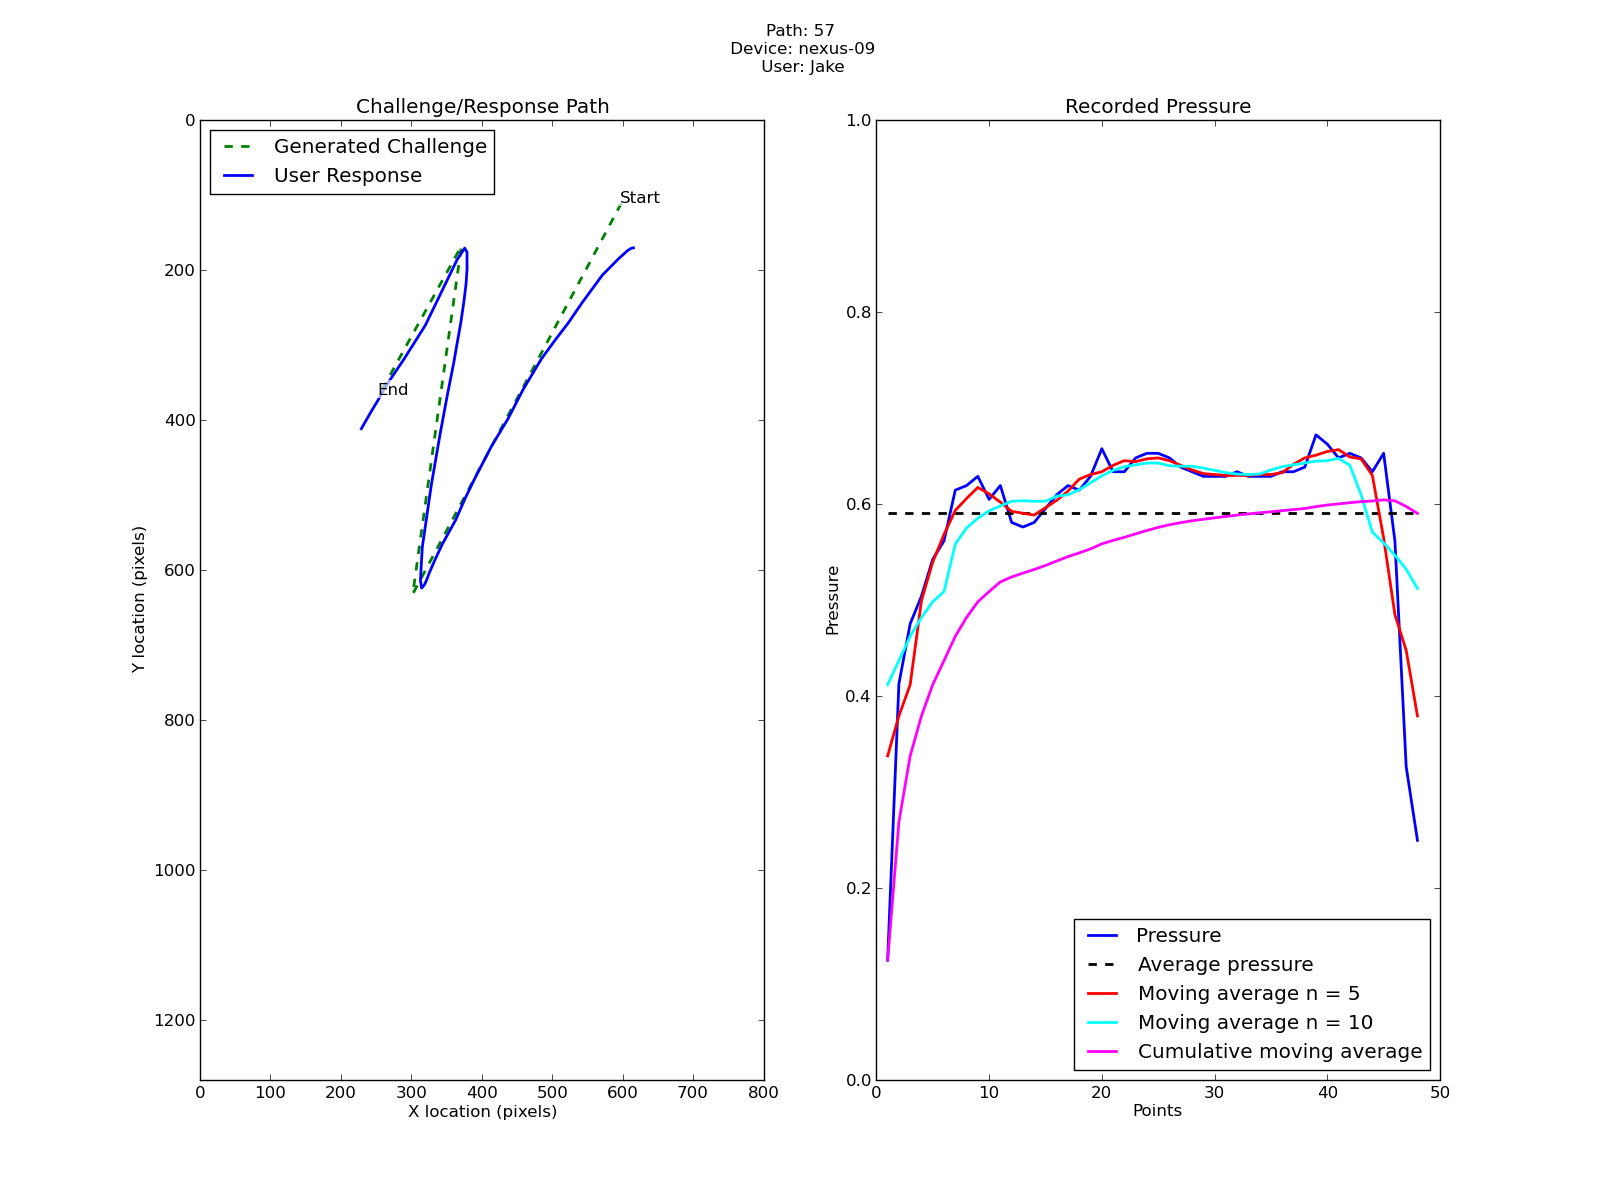 Path: 57
Device: nexus-09
User: Jake
Challenge/Response Path
Generated Challenge
User Response
Start
End
0
200
400
600
800
1000
1200
Y location (pixels)
0 100 200 300 400 500 600 700 800
X location (pixels)
Recorded Pressure
1.0
0.8
0.6
0.4
0.2
0.0
Pressure
Pressure
Average pressure
Moving average n = 5
Moving average n = 10
Cumulative moving average
0 10 20 30 40 50
Points